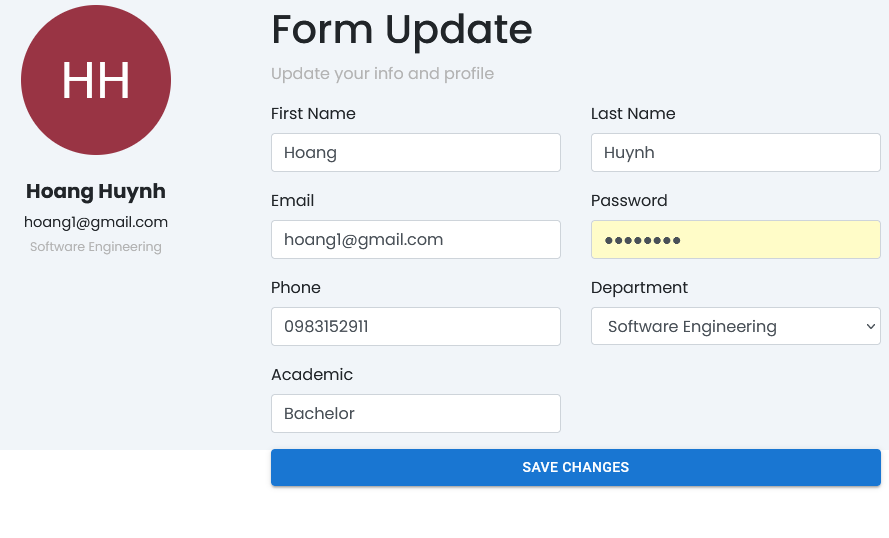 HH
Hoang Huynh
hoang1@gmail.com
Software Engineering
Form Update
Update your info and profile
First Name
Last Name
Hoang
Huynh
Email
Password
hoang1@gmail.com
••••••••
Phone
Department
0983152911
Software Engineering
Academic
Bachelor
SAVE CHANGES